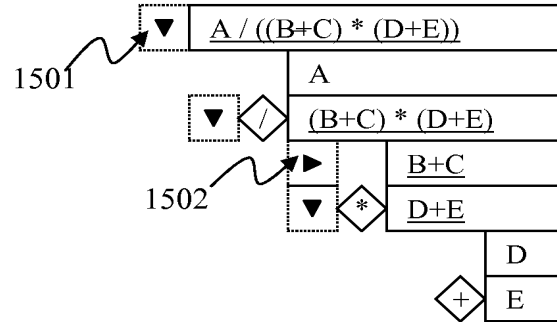 A / ((B+C) * (D+E))
1501
A
/ (B+C) * (D+E)
B+C
1502
* D+E
D
+ E